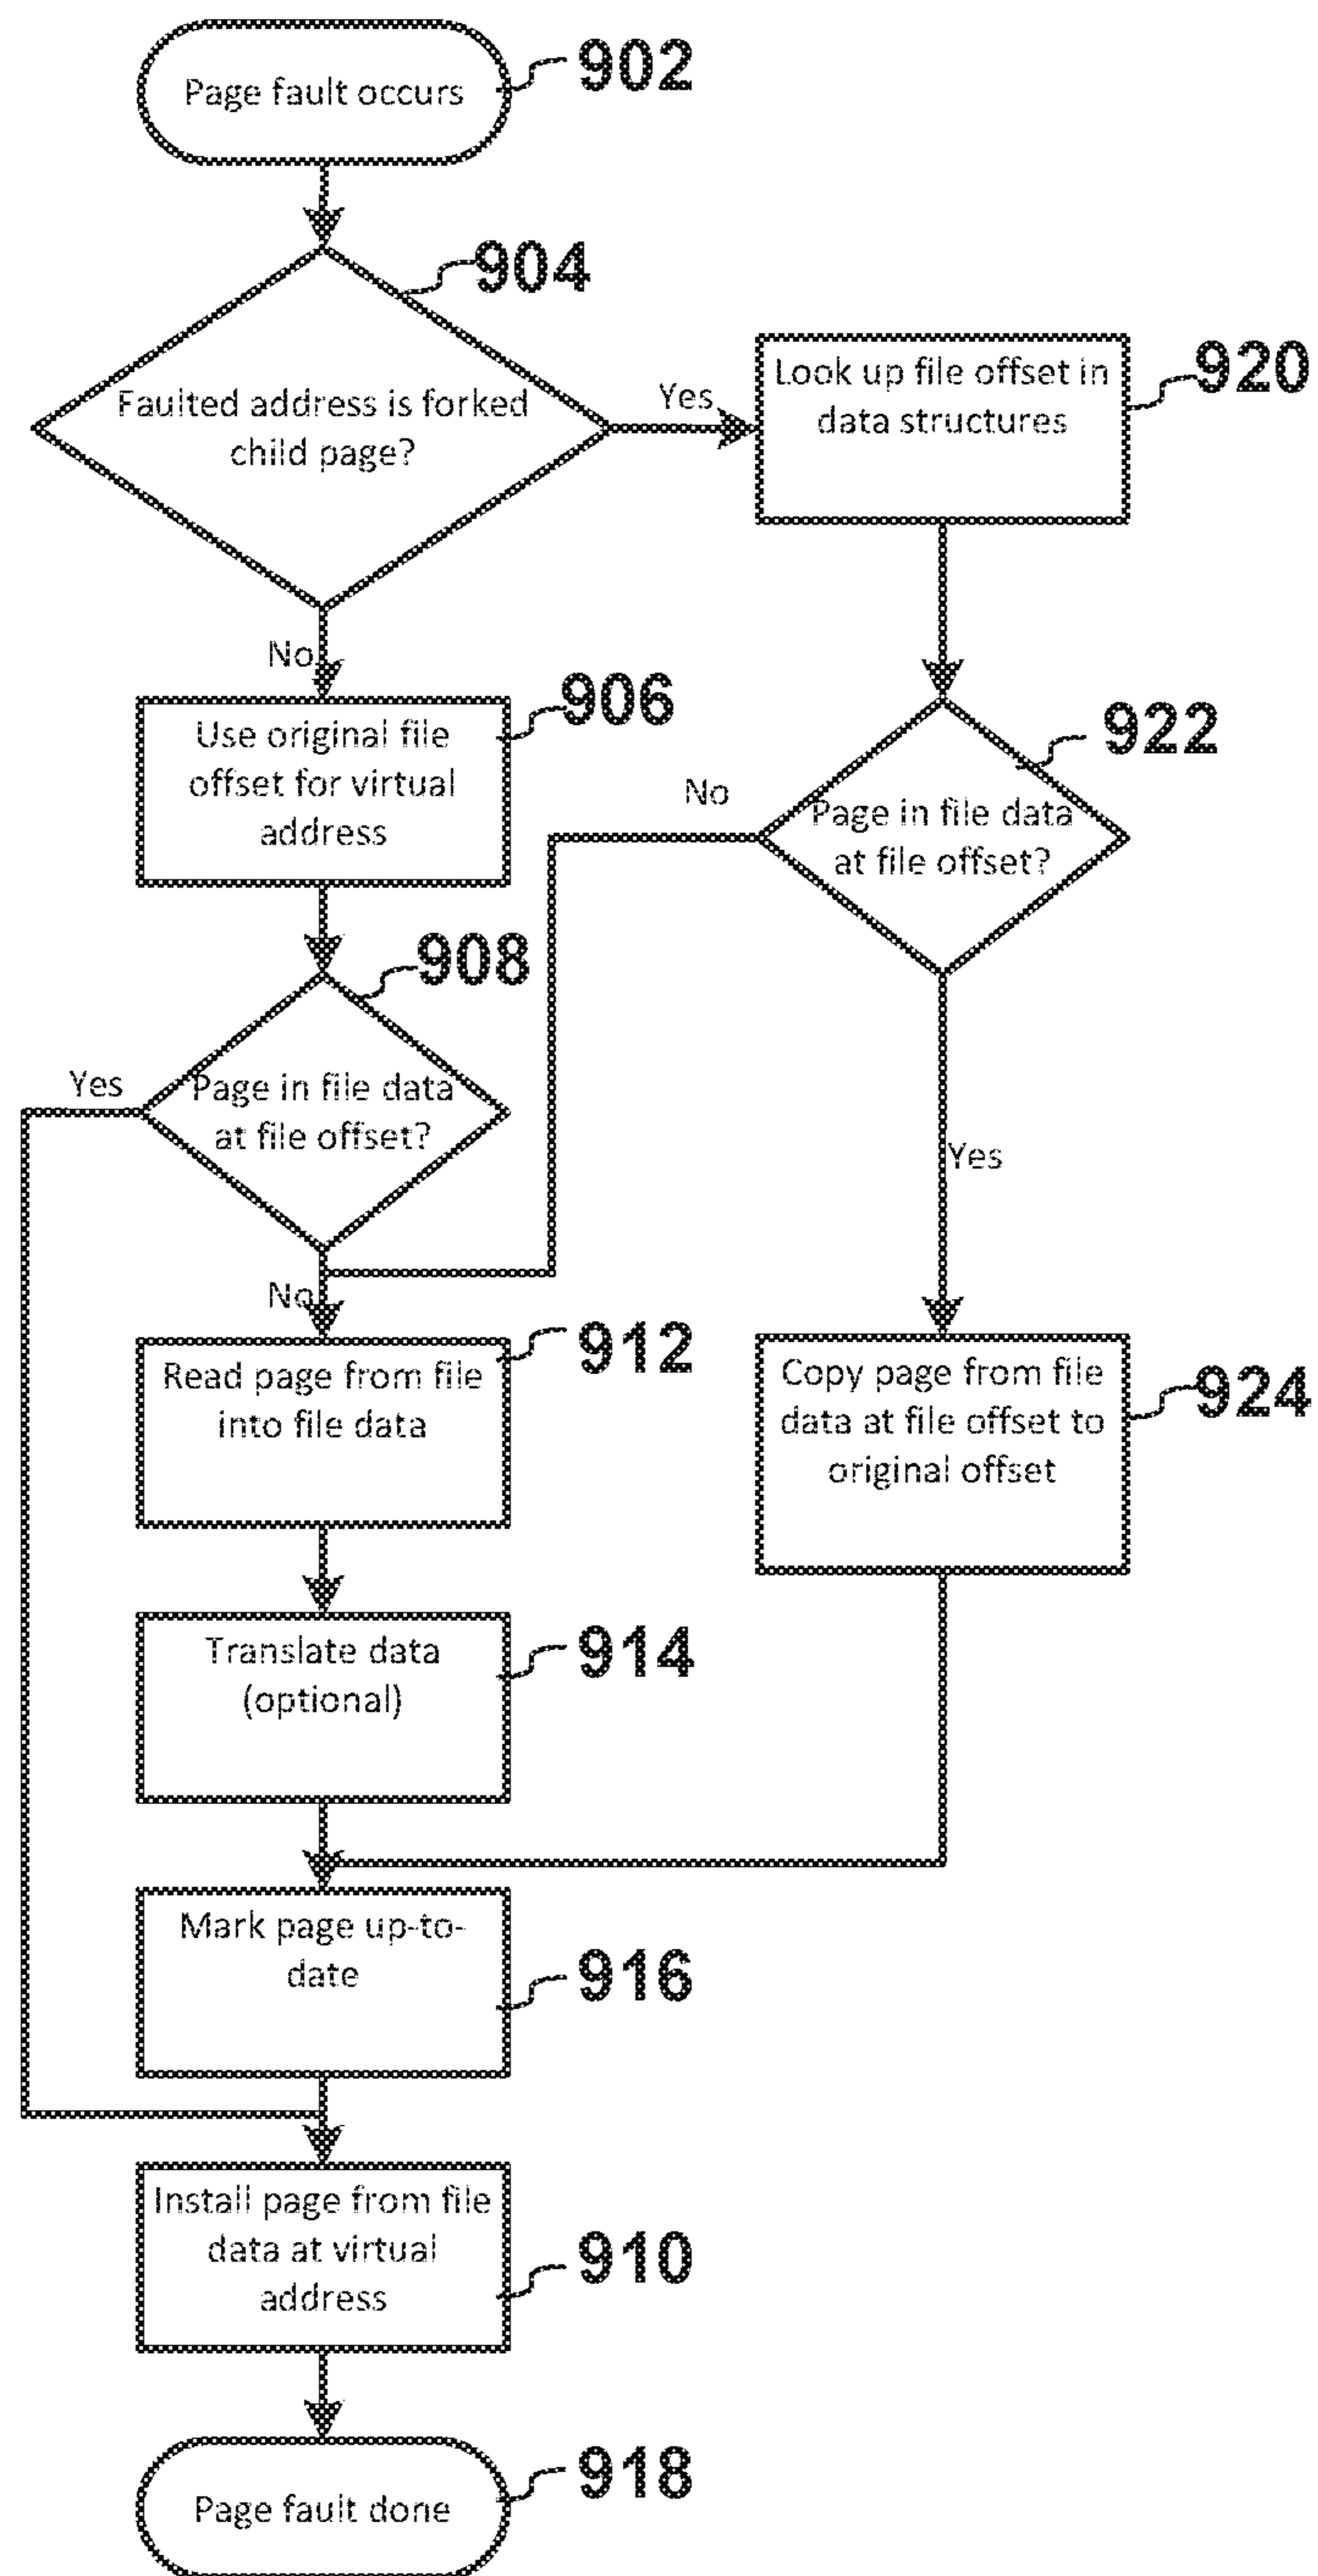 Page fault occurs
902
904
Faulted address is forked
child page?
Yes
Look up file offset in
data structures
920
No
Use original file
offset for virtual
address
906
922
No
Page in file data
at file offset?
908
Yes
Page in file data
at file offset?
Yes
No
Read page from file
into file data
912
Copy page from file
data at file offset to
original offset
924
Translate data
(optional)
914
Mark page up-to-
date
916
Install page from file
data at virtual
address
910
Page fault done
918